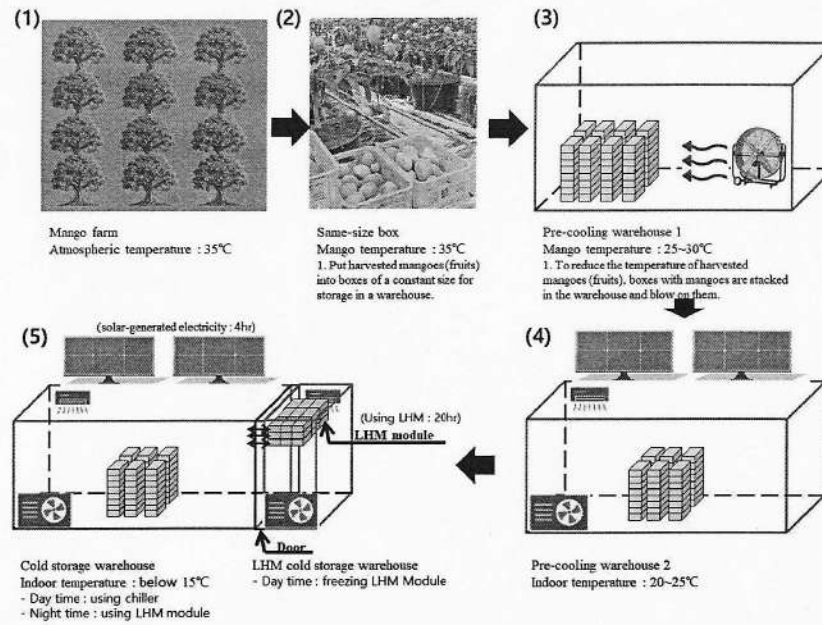 (1)
(2)
(3)
Mango farm
Atmospheric temperature : 35℃
Same-size box
Mango temperature : 35℃
1. Put harvested mangoes (fruits)
into boxes of a constant size for
storage in a warehouse.
Pre-cooling warehouse 1
Mango temperature : 25~30℃
1. To reduce the temperature of harvested
mangoes (fruits), boxes with mangoes are stacked
in the warehouse and blow on them.
(5)
(solar-generated electricity : 4hr)
(4)
(Using LHM : 20hr)
LHM module
Door
Cold storage warehouse
Indoor temperature : below 15℃
- Day time : using chiller
- Night time : using LHM module
LHM cold storage warehouse
- Day time : freezing LHM Module
Pre-cooling warehouse 2
Indoor temperature : 20~25℃